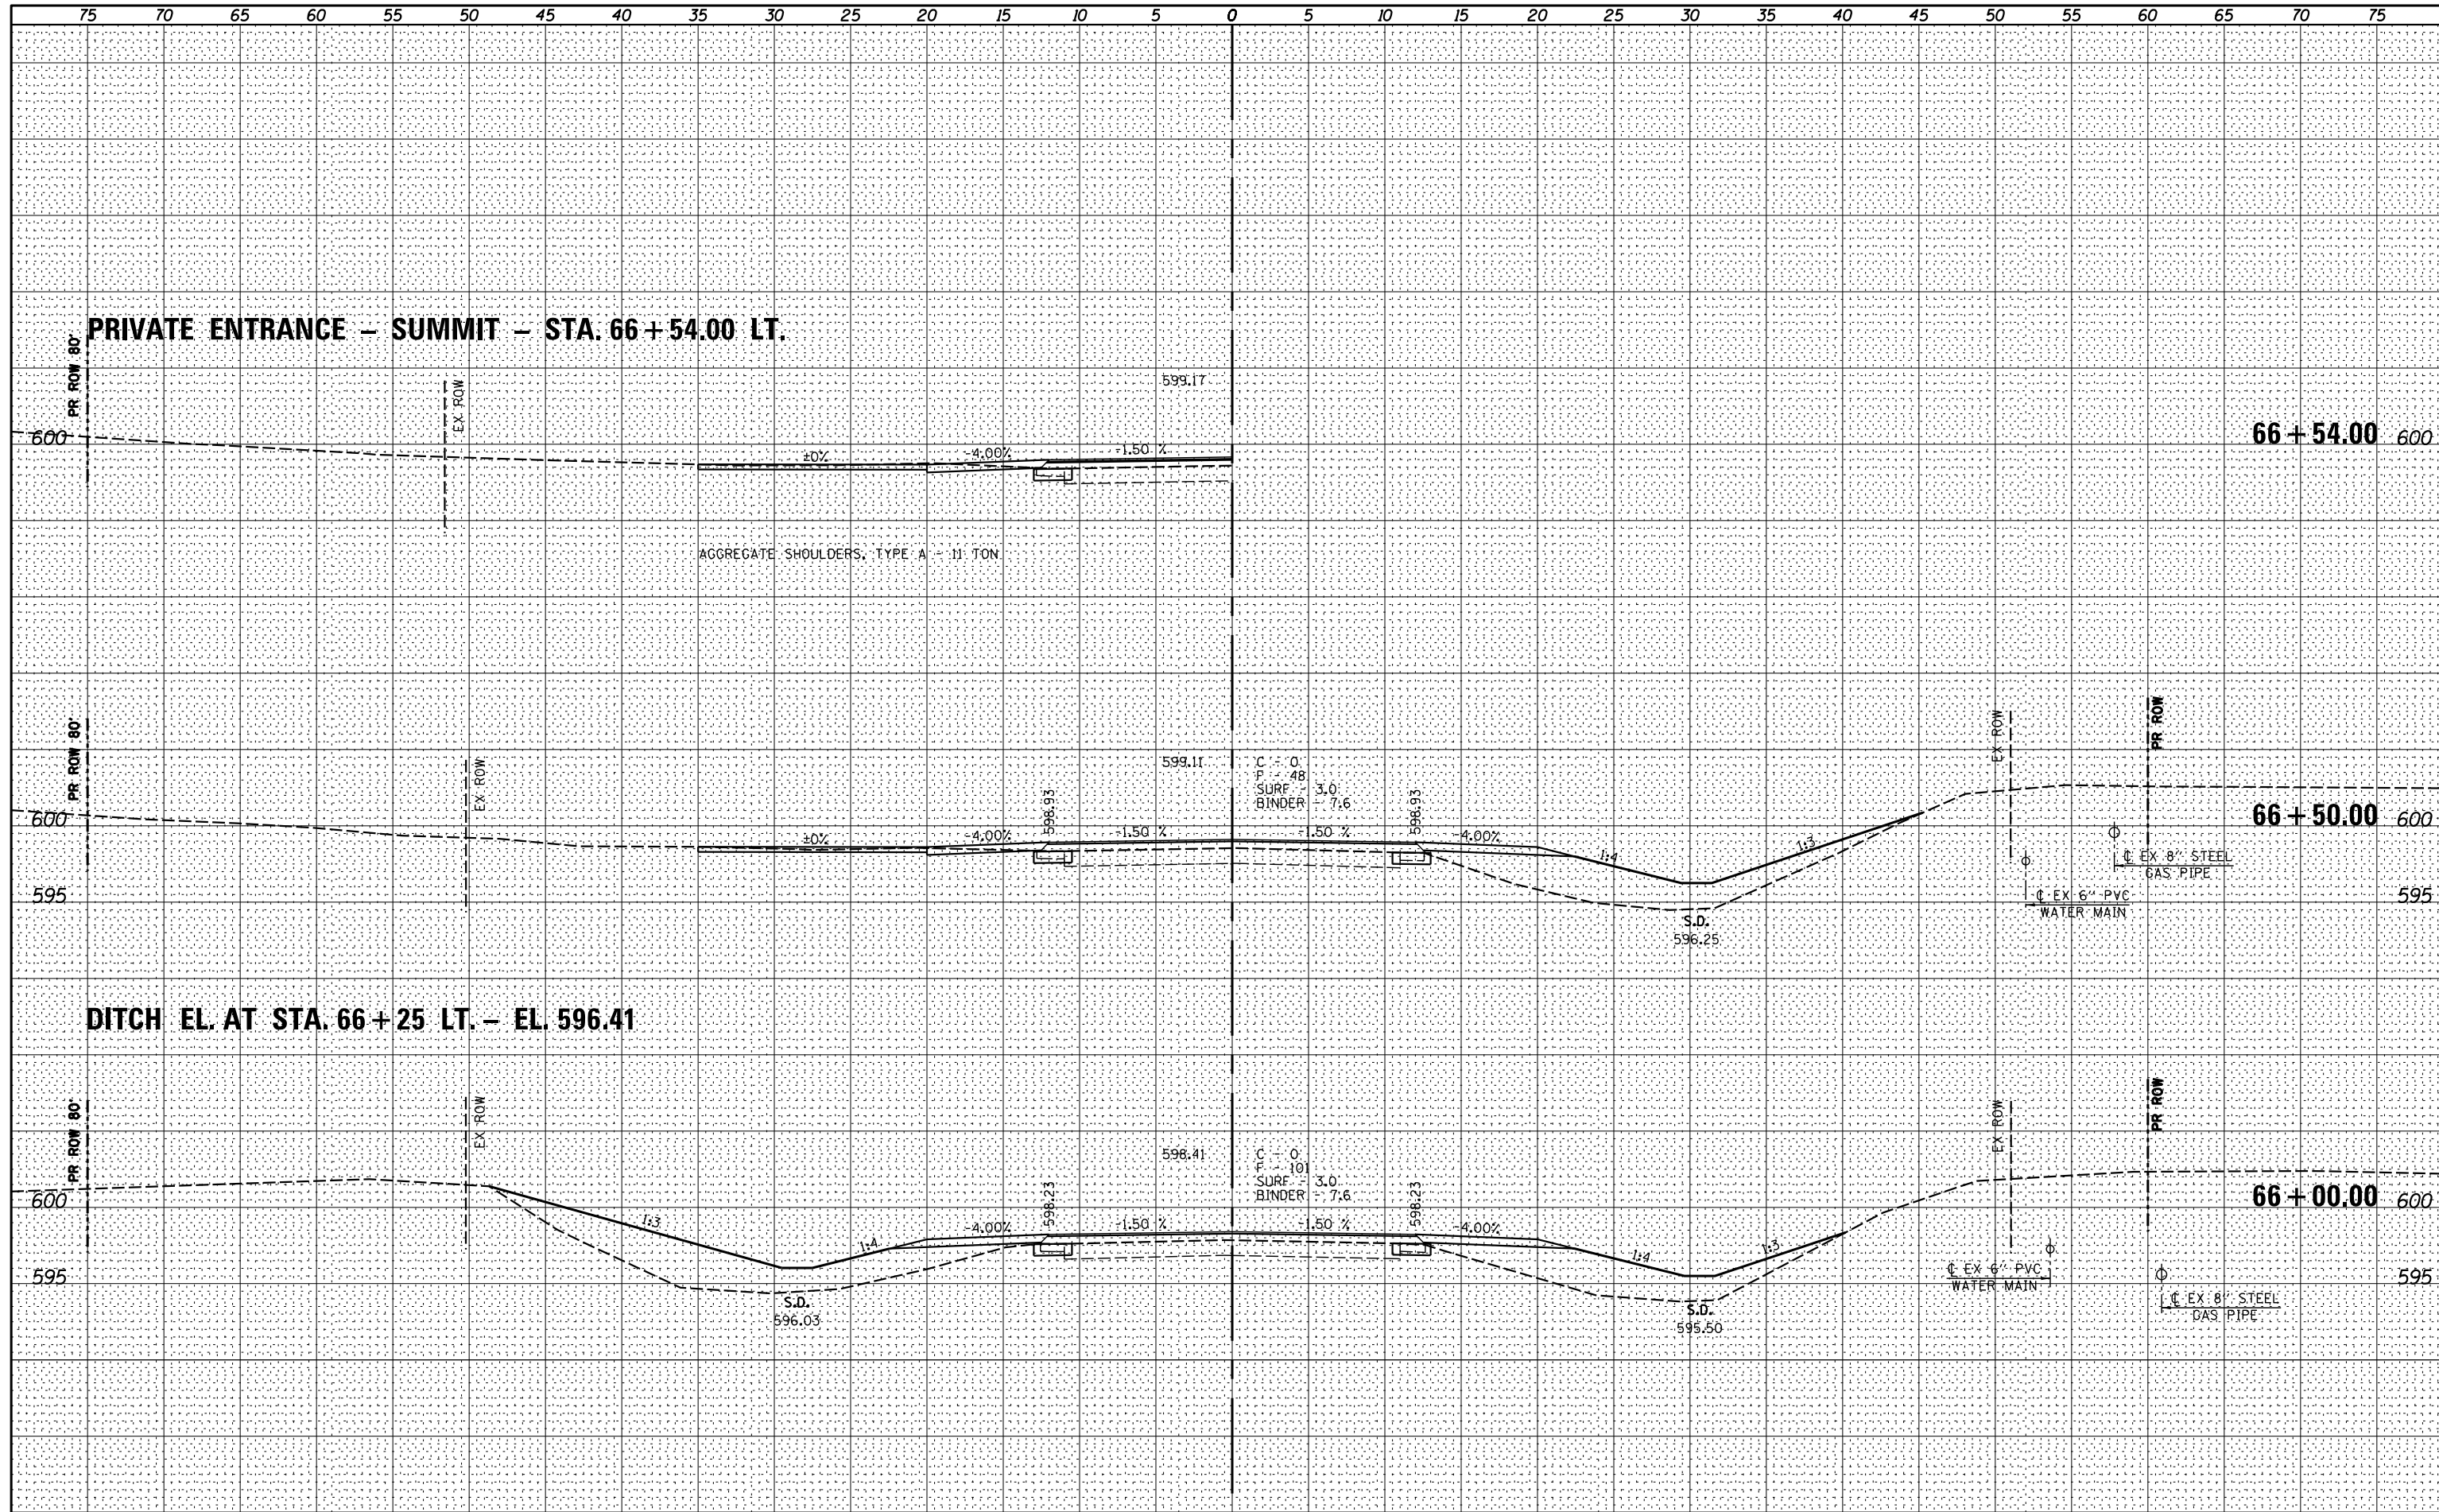 75 70 65 60 55 50 45 40 35 30 25 20 15 10 5 0 5 10 15 20 25 30 35 40 45 50 55 60 65 70 75
PRIVATE ENTRANCE – SUMMIT – STA. 66+54.00 LT.
PR ROW 80'
EX ROW
599.17
600
66+54.00 600
±0%
-4.00%
-1.50 %
AGGREGATE SHOULDERS, TYPE A - 11 TON
PR ROW 80'
EX ROW
599.11
C - 0
F - 48
SURF - 3.0
BINDER - 7.6
EX ROW
PR ROW
600
66+50.00 600
±0%
-4.00%
598.93
-1.50 %
-1.50 %
598.93
-4.00%
1:4
1:3
℄ EX 8" STEEL
GAS PIPE
595
595
℄ EX 6" PVC
WATER MAIN
S.D.
596.25
DITCH EL. AT STA. 66+25 LT. – EL. 596.41
PR ROW 80'
EX ROW
598.41
C - 0
F - 101
SURF - 3.0
BINDER - 7.6
EX ROW
PR ROW
600
66+00.00 600
1:3
1:4
-4.00%
598.23
-1.50 %
-1.50 %
598.23
-4.00%
1:4
1:3
595
℄ EX 6" PVC
WATER MAIN
595
℄ EX 8" STEEL
GAS PIPE
S.D.
596.03
S.D.
595.50